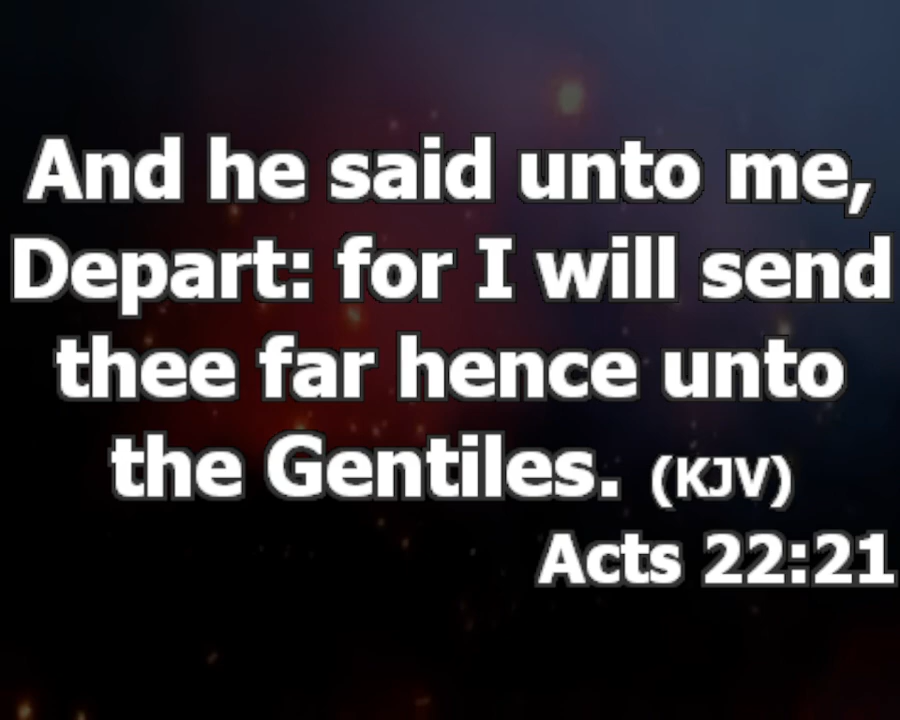 And he said unto me,
Depart: for I will send
thee far hence unto
the Gentiles. (KJV)
Acts 22:21